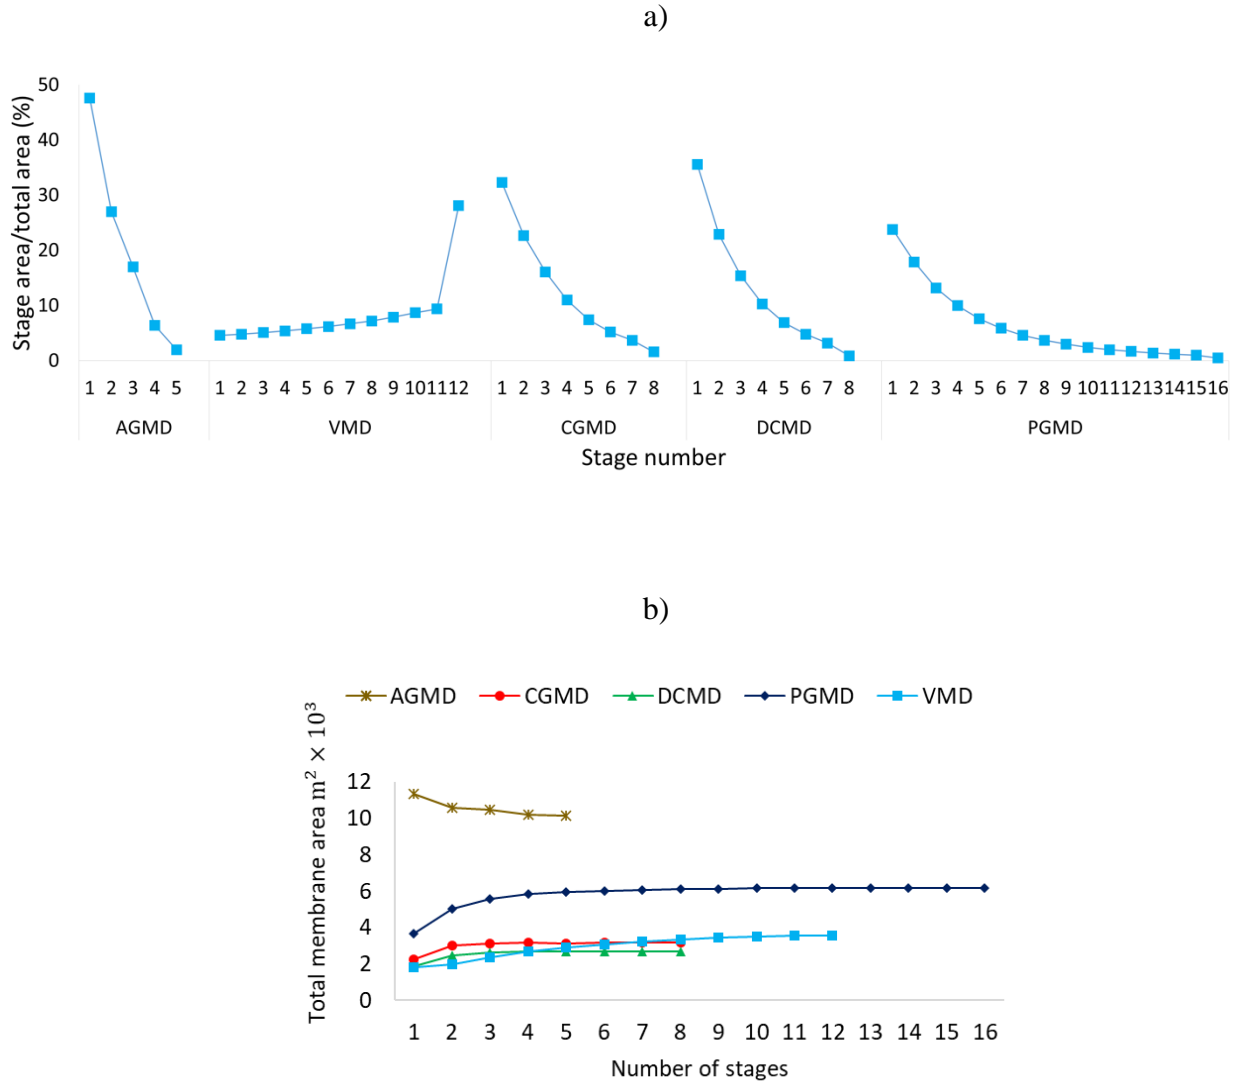 a)
Stage area/total area (%)
50
40
30
20
10
0
1 2 3 4 5 1 2 3 4 5 6 7 8 9 10 11 12 1 2 3 4 5 6 7 8 1 2 3 4 5 6 7 8 1 2 3 4 5 6 7 8 9 10 11 12 13 14 15 16
AGMD VMD CGMD DCMD PGMD
Stage number
b)
AGMD CGMD DCMD PGMD VMD
Total membrane area m² × 10³
12
10
8
6
4
2
0
1 2 3 4 5 6 7 8 9 10 11 12 13 14 15 16
Number of stages